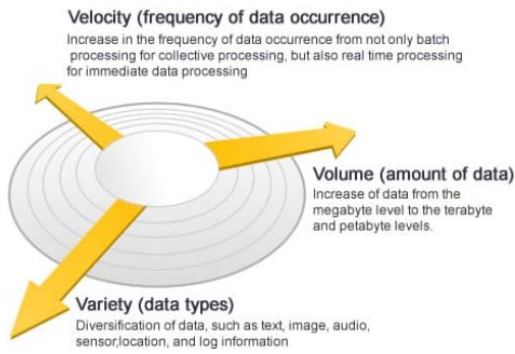 Velocity (frequency of data occurrence)
Increase in the frequency of data occurrence from not only batch
processing for collective processing, but also real time processing
for immediate data processing
Volume (amount of data)
Increase of data from the
megabyte level to the terabyte
and petabyte levels.
Variety (data types)
Diversification of data, such as text, image, audio,
sensor,location, and log information